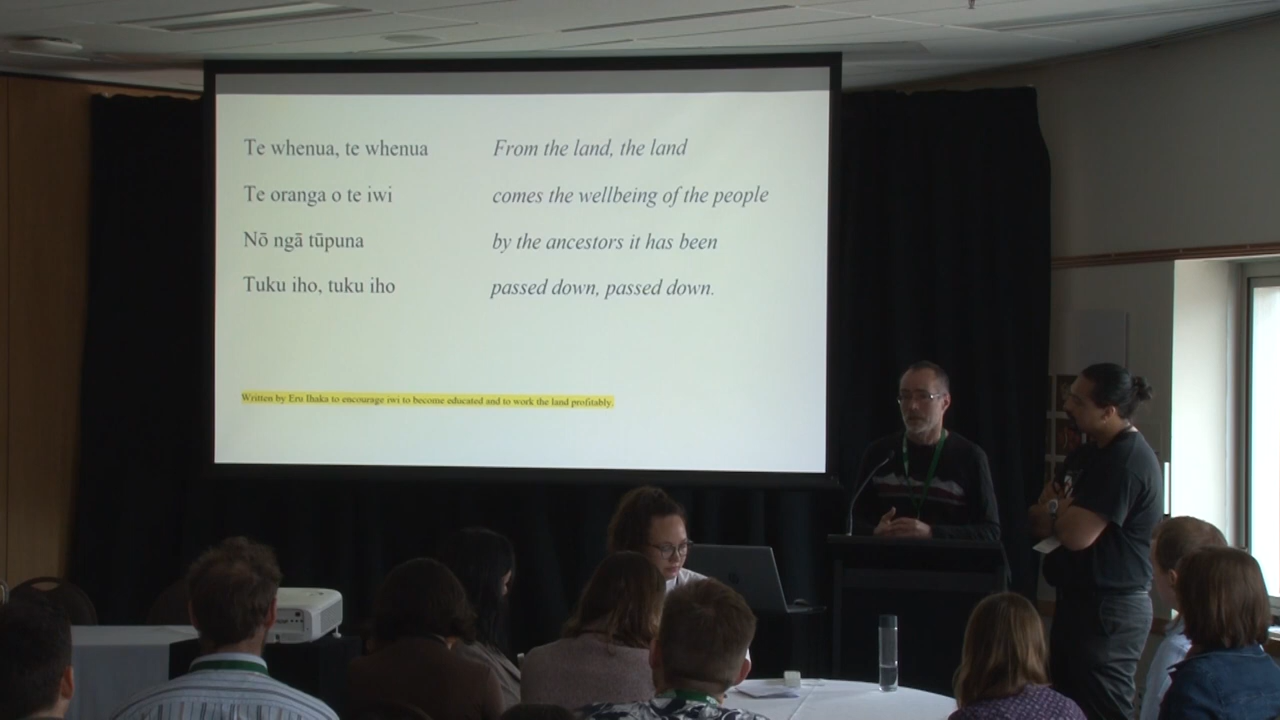 Te whenua, te whenua From the land, the land
Te oranga o te iwi comes the wellbeing of the people
Nō ngā tūpuna by the ancestors it has been
Tuku iho, tuku iho passed down, passed down.
Written by Eru Ihaka to encourage iwi to become educated and to work the land profitably.